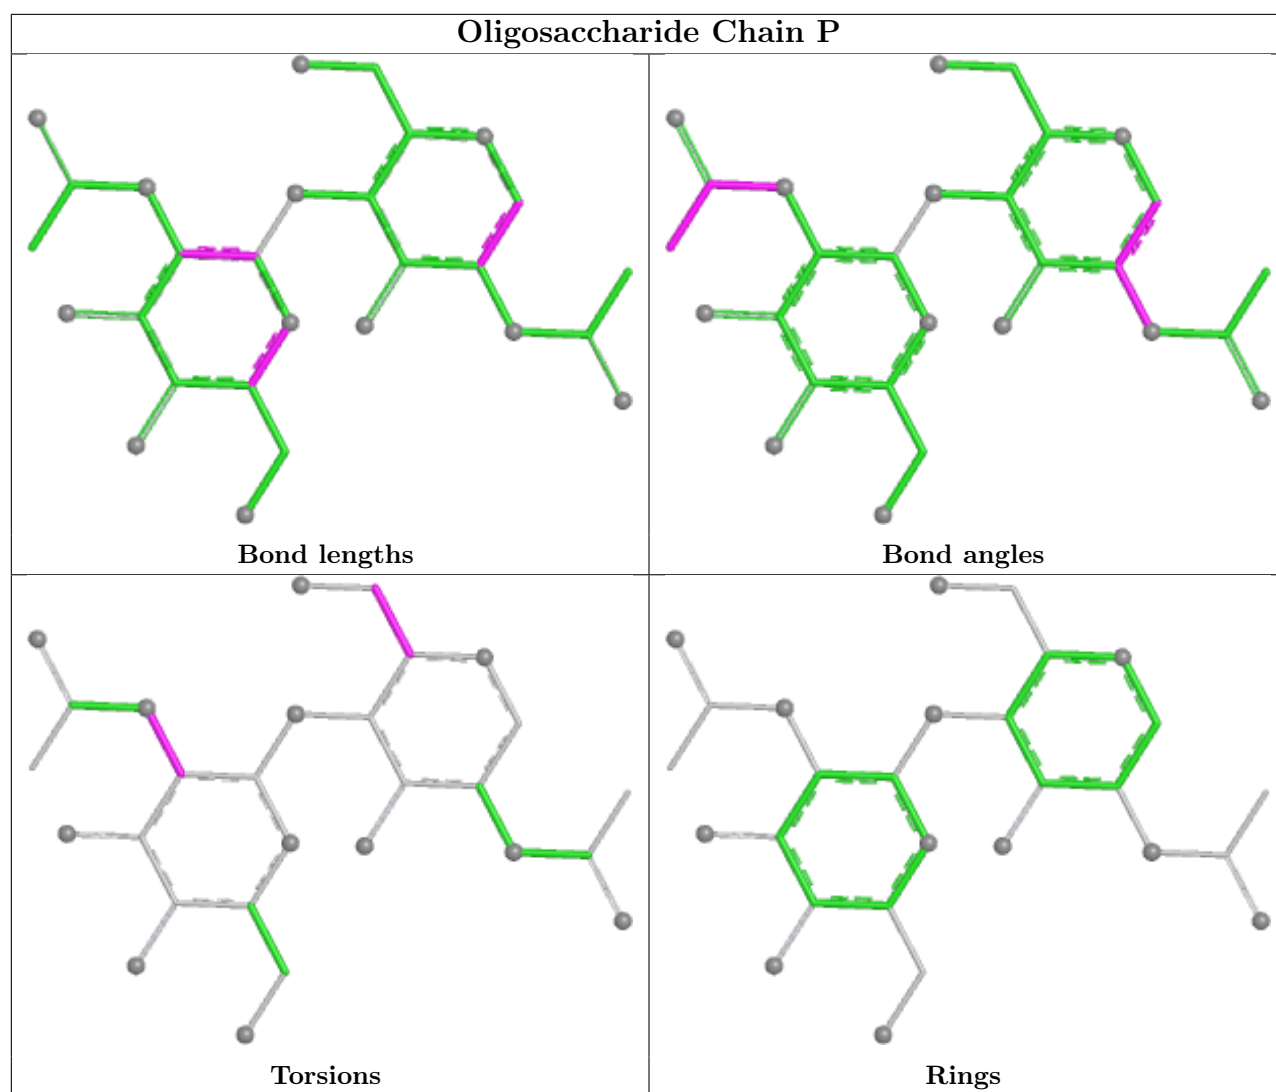 Oligosaccharide Chain P
Bond lengths
Bond angles
Torsions
Rings